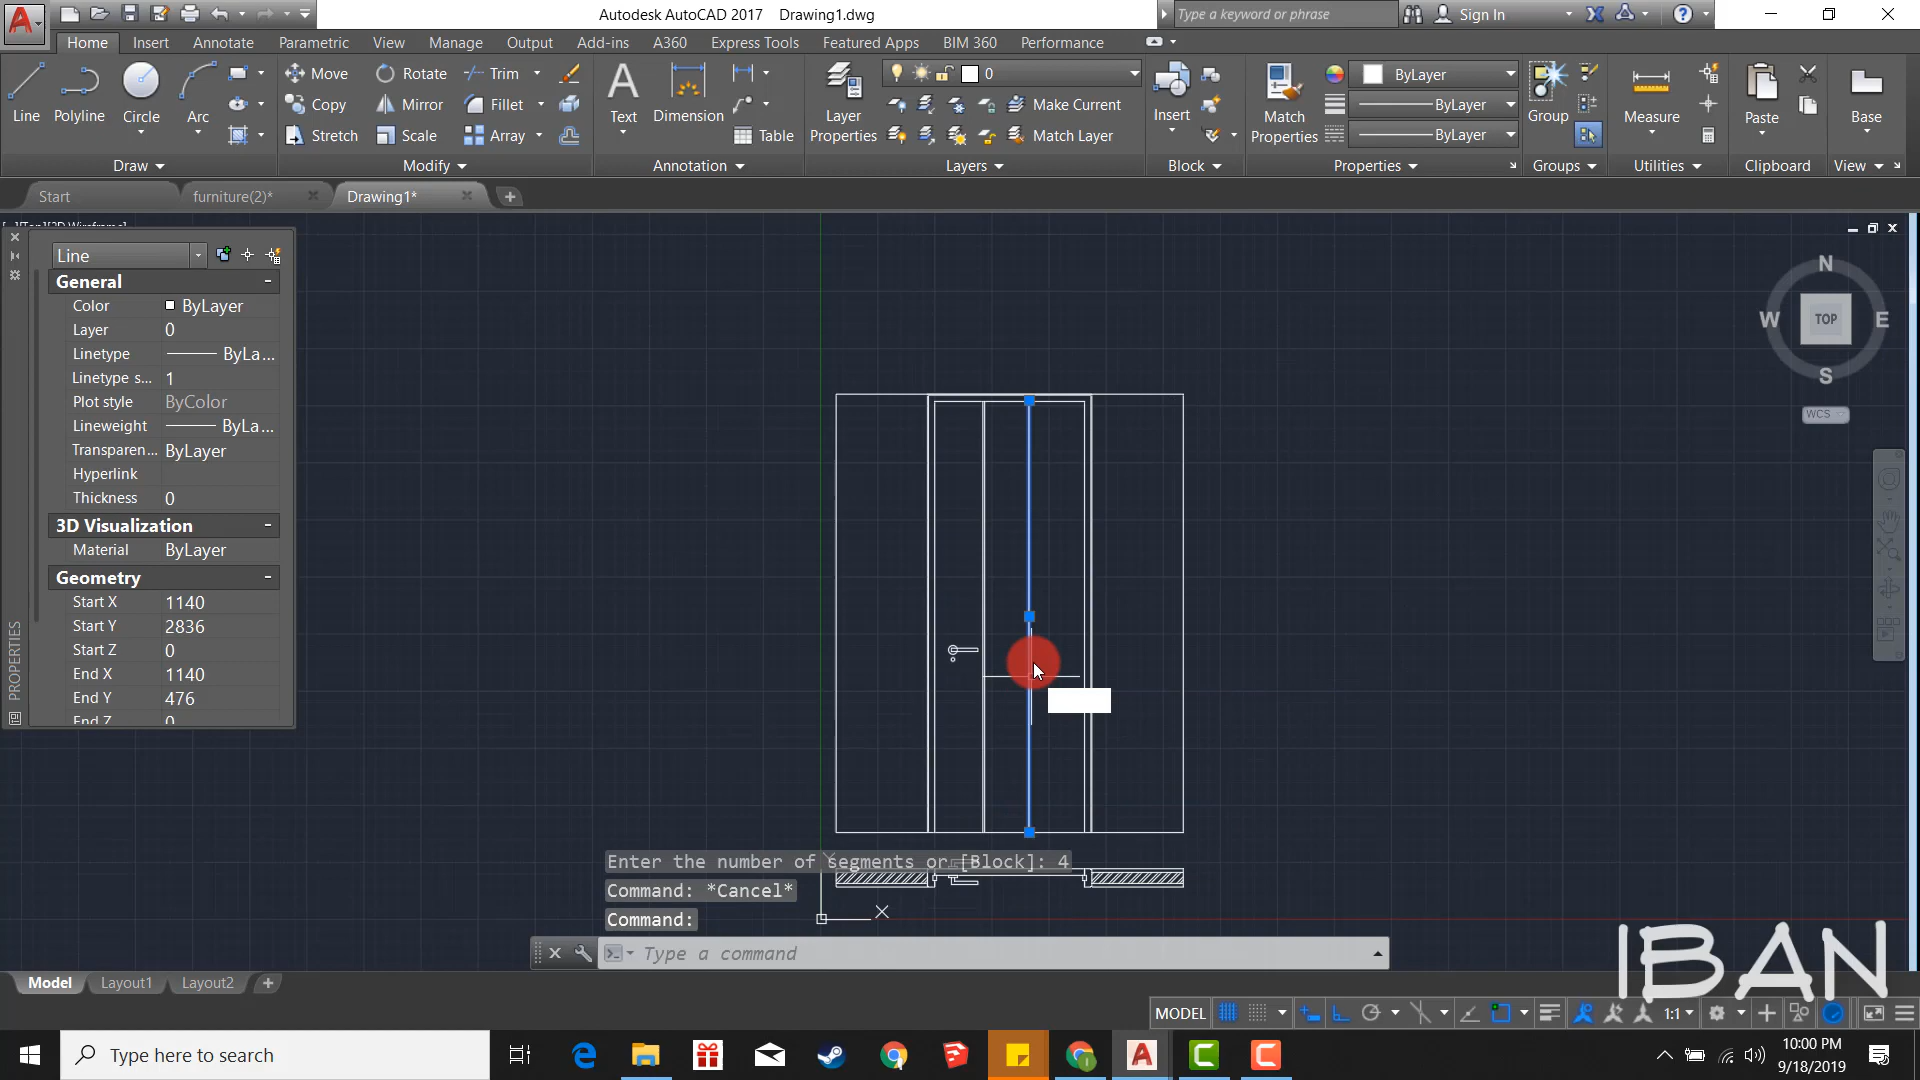 Autodesk AutoCAD 2017 Drawing1.dwg
Type a keyword or phrase
Sign In
Home Insert Annotate Parametric View Manage Output Add-ins A360 Express Tools Featured Apps BIM 360 Performance
Line
Polyline
Circle
Arc
Move
Rotate
Trim
Copy
Mirror
Fillet
Stretch
Scale
Array
Text
Dimension
Table
Layer
Properties
0
Make Current
Match Layer
Insert
Match
Properties
ByLayer
ByLayer
ByLayer
Group
Measure
Paste
Base
Draw Modify Annotation Layers Block Properties Groups Utilities Clipboard View
Start furniture(2)* Drawing1*
Line
General
Color ByLayer
Layer 0
Linetype ByLa...
Linetype s... 1
Plot style ByColor
Lineweight ByLa...
Transparen... ByLayer
Hyperlink
Thickness 0
3D Visualization
Material ByLayer
Geometry
Start X 1140
Start Y 2836
Start Z 0
End X 1140
End Y 476
End Z 0
PROPERTIES
N
W TOP E
S
WCS
Enter the number of segments or [Block]: 4
Command: *Cancel*
Command:
X
Type a command
IBAN
Model Layout1 Layout2
MODEL 1:1
Type here to search
10:00 PM
9/18/2019